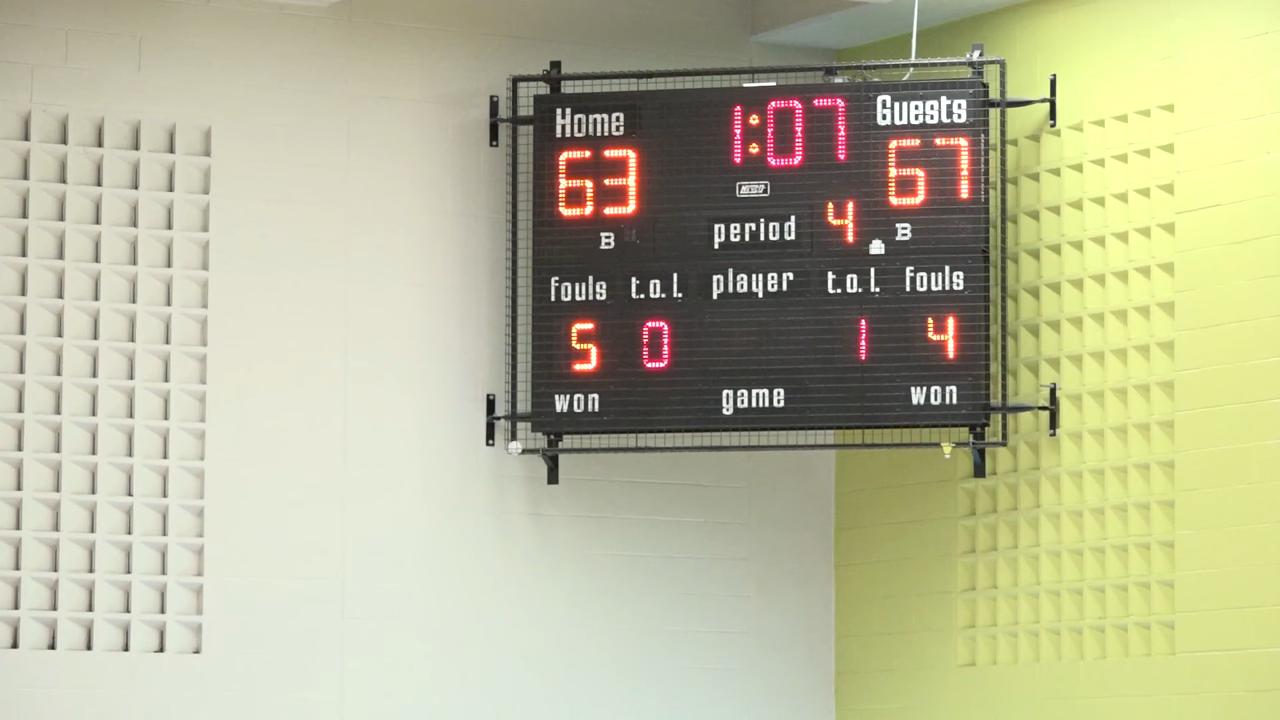 Home 1:07 Guests
63 67
period 4
B B
fouls t.o.l. player t.o.l. fouls
5 0 1 4
won game won